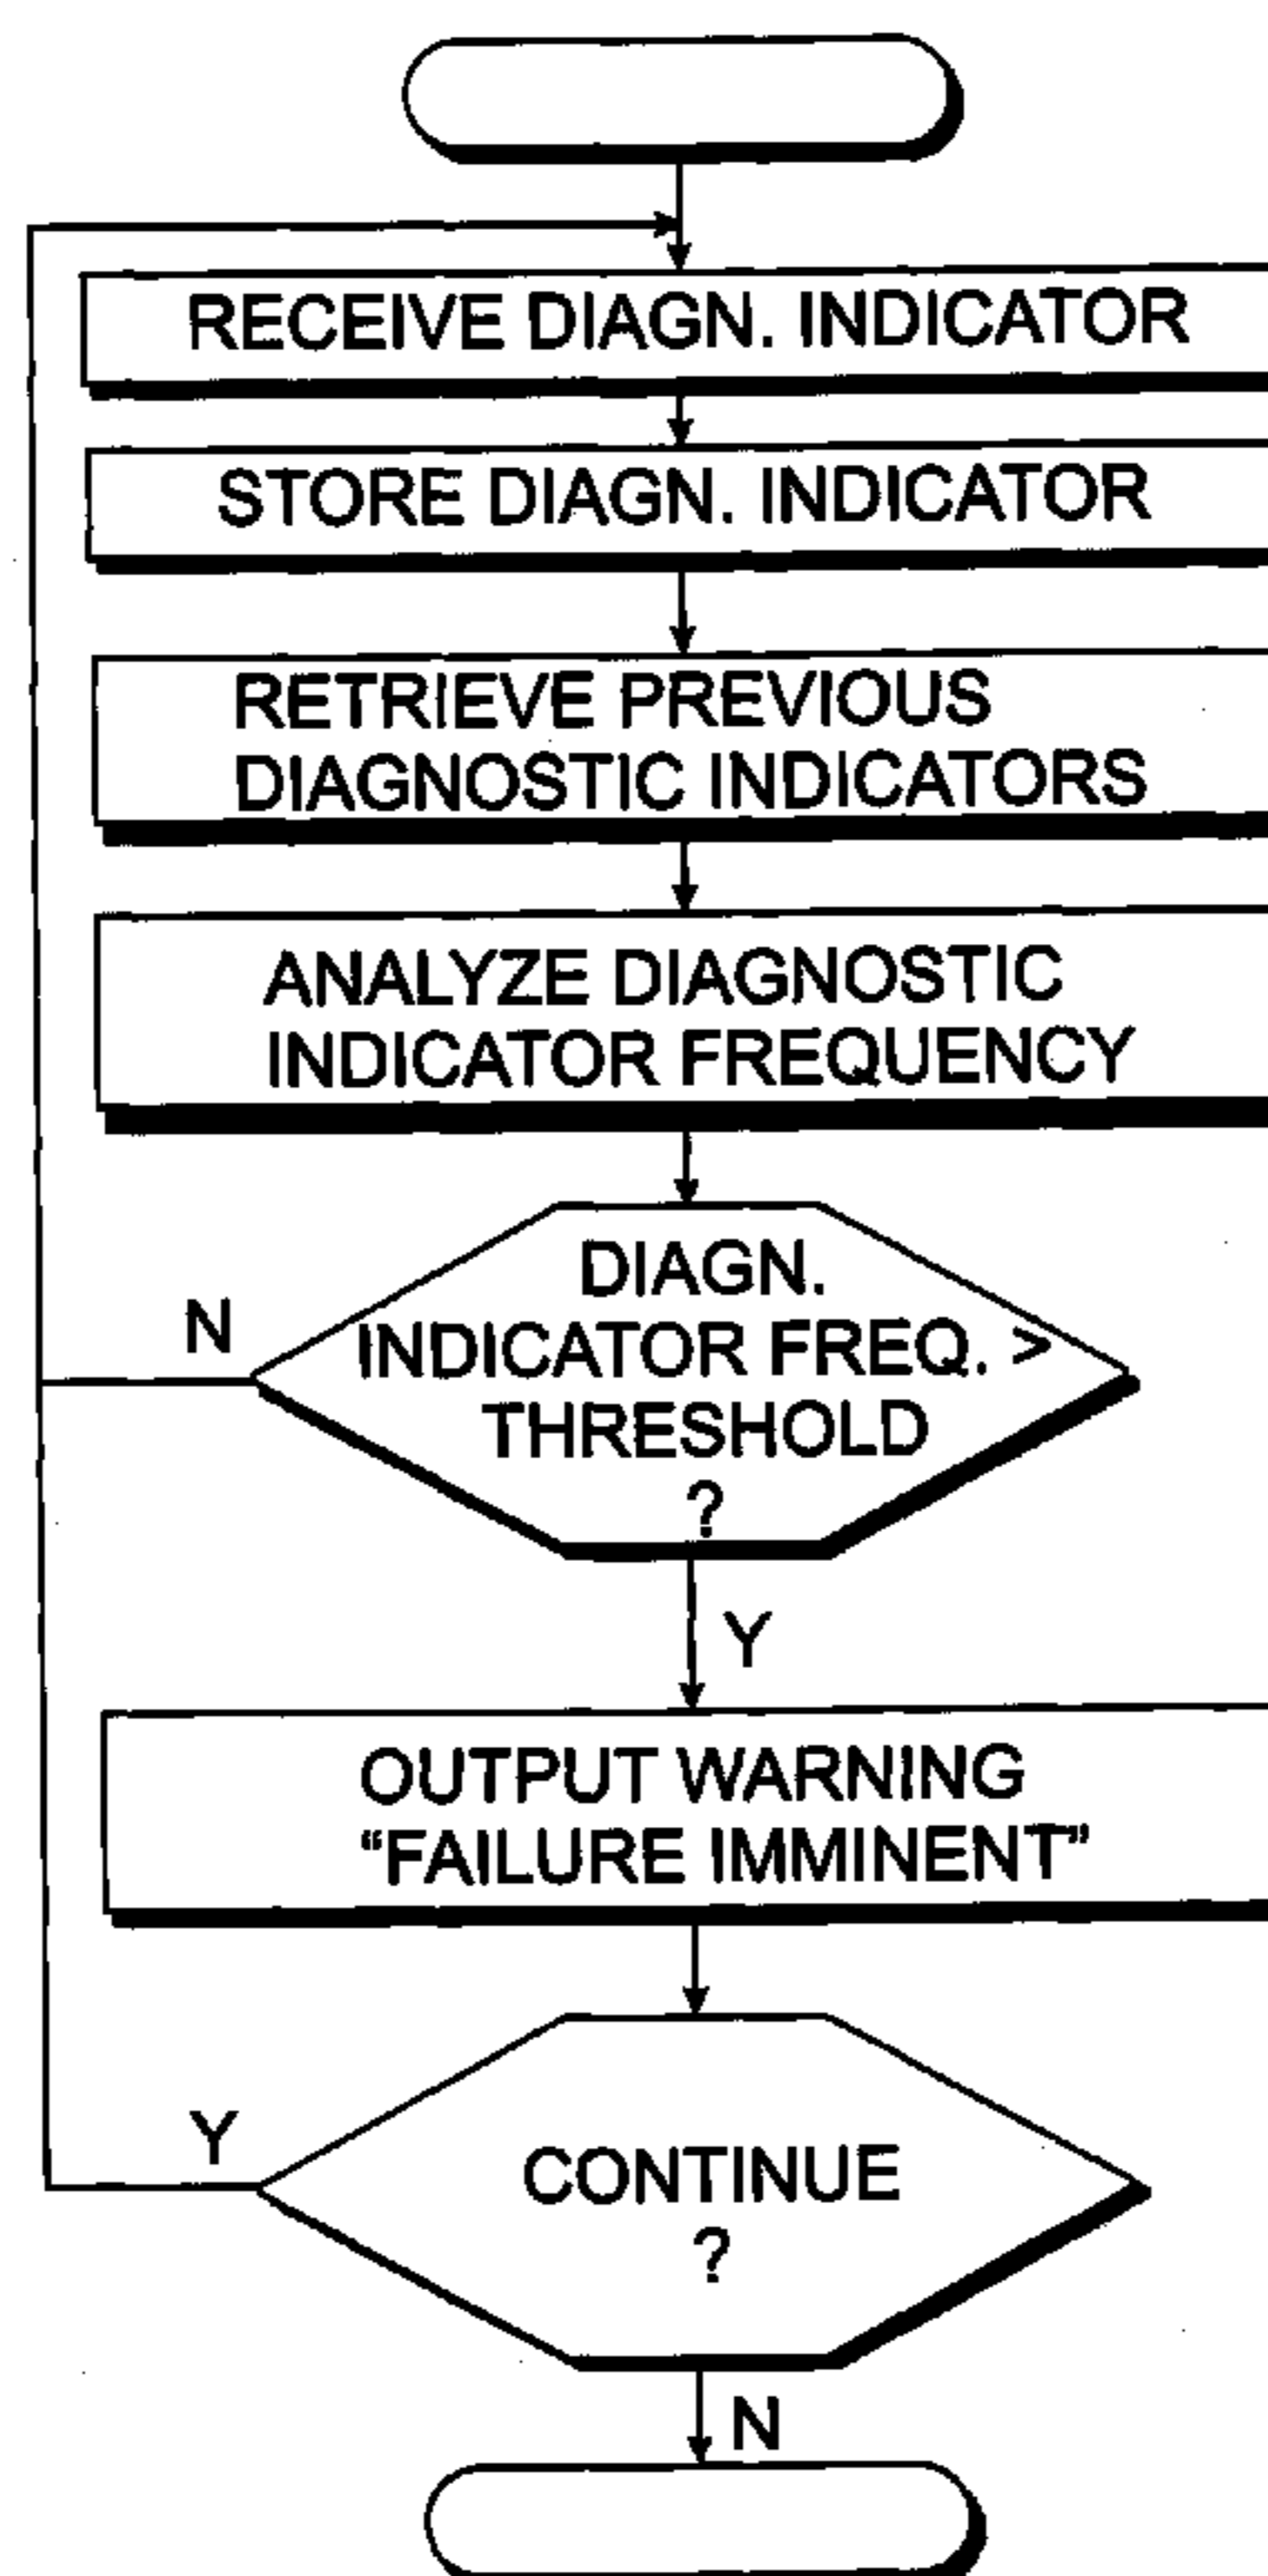 RECEIVE DIAGN. INDICATOR
STORE DIAGN. INDICATOR
RETRIEVE PREVIOUS
DIAGNOSTIC INDICATORS
ANALYZE DIAGNOSTIC
INDICATOR FREQUENCY
DIAGN.
INDICATOR FREQ. >
THRESHOLD
?
N
Y
OUTPUT WARNING
“FAILURE IMMINENT”
CONTINUE
?
Y
N